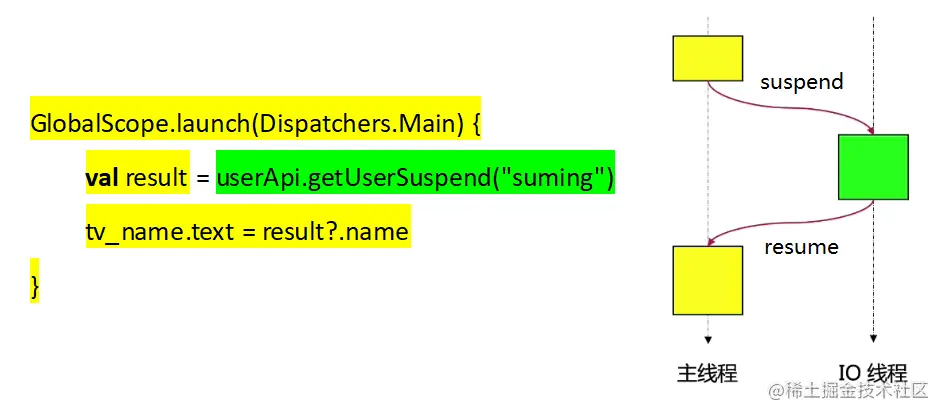 GlobalScope.launch(Dispatchers.Main) {
val result = userApi.getUserSuspend("suming")
tv_name.text = result?.name
}
suspend
resume
主线程
IO 线程
@稀土掘金技术社区